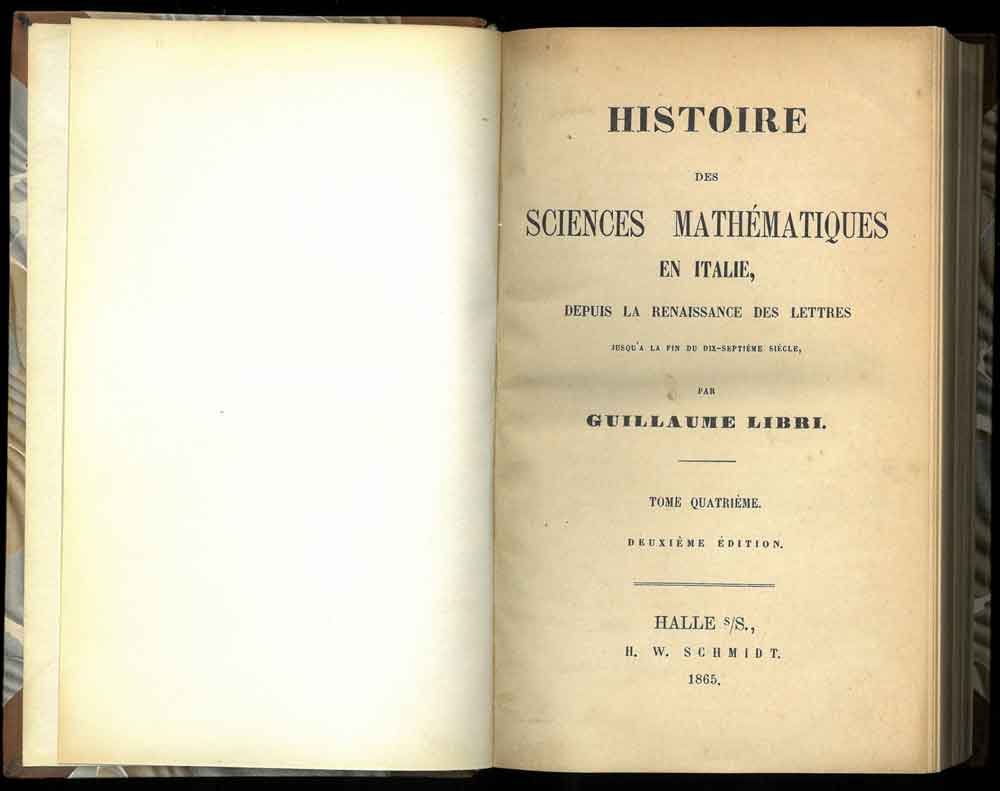 HISTOIRE
DES
SCIENCES MATHÉMATIQUES
EN ITALIE,
DEPUIS LA RENAISSANCE DES LETTRES
JUSQU'A LA FIN DU DIX-SEPTIÉME SIÈCLE,
PAR
GUILLAUME LIBRI.
TOME QUATRIÈME.
DEUXIÈME ÉDITION.
HALLE s/S.,
H. W. SCHMIDT.
1865.